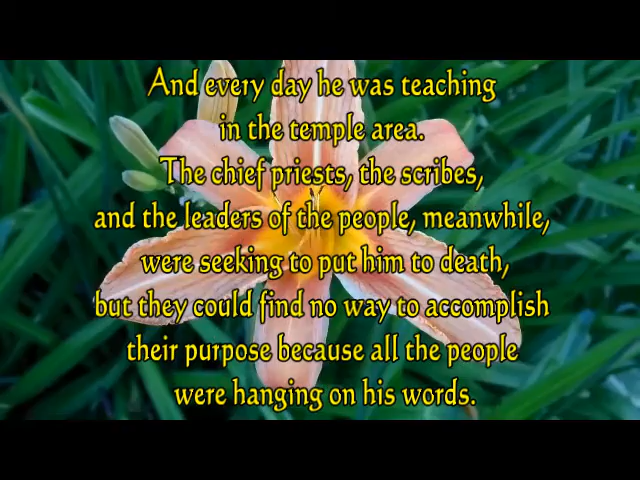 And every day he was teaching
in the temple area.
The chief priests, the scribes,
and the leaders of the people, meanwhile,
were seeking to put him to death,
but they could find no way to accomplish
their purpose because all the people
were hanging on his words.